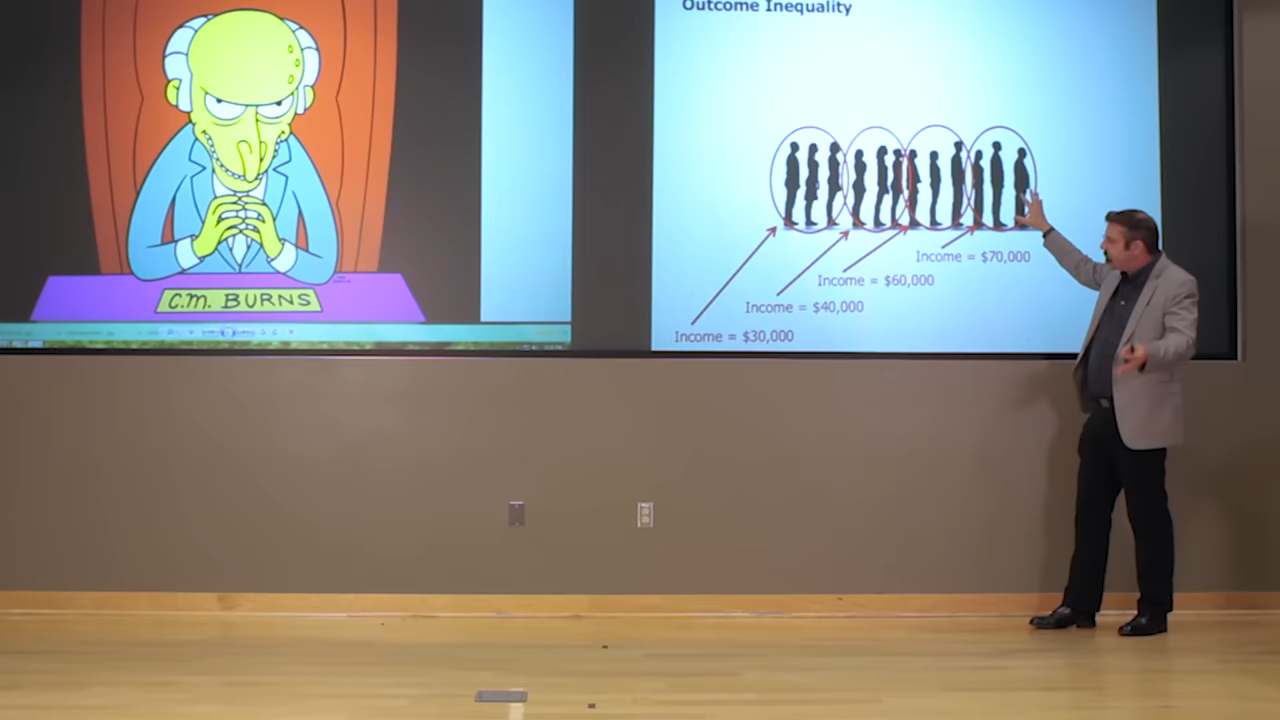 C.M. BURNS
Outcome Inequality
Income = $70,000
Income = $60,000
Income = $40,000
Income = $30,000